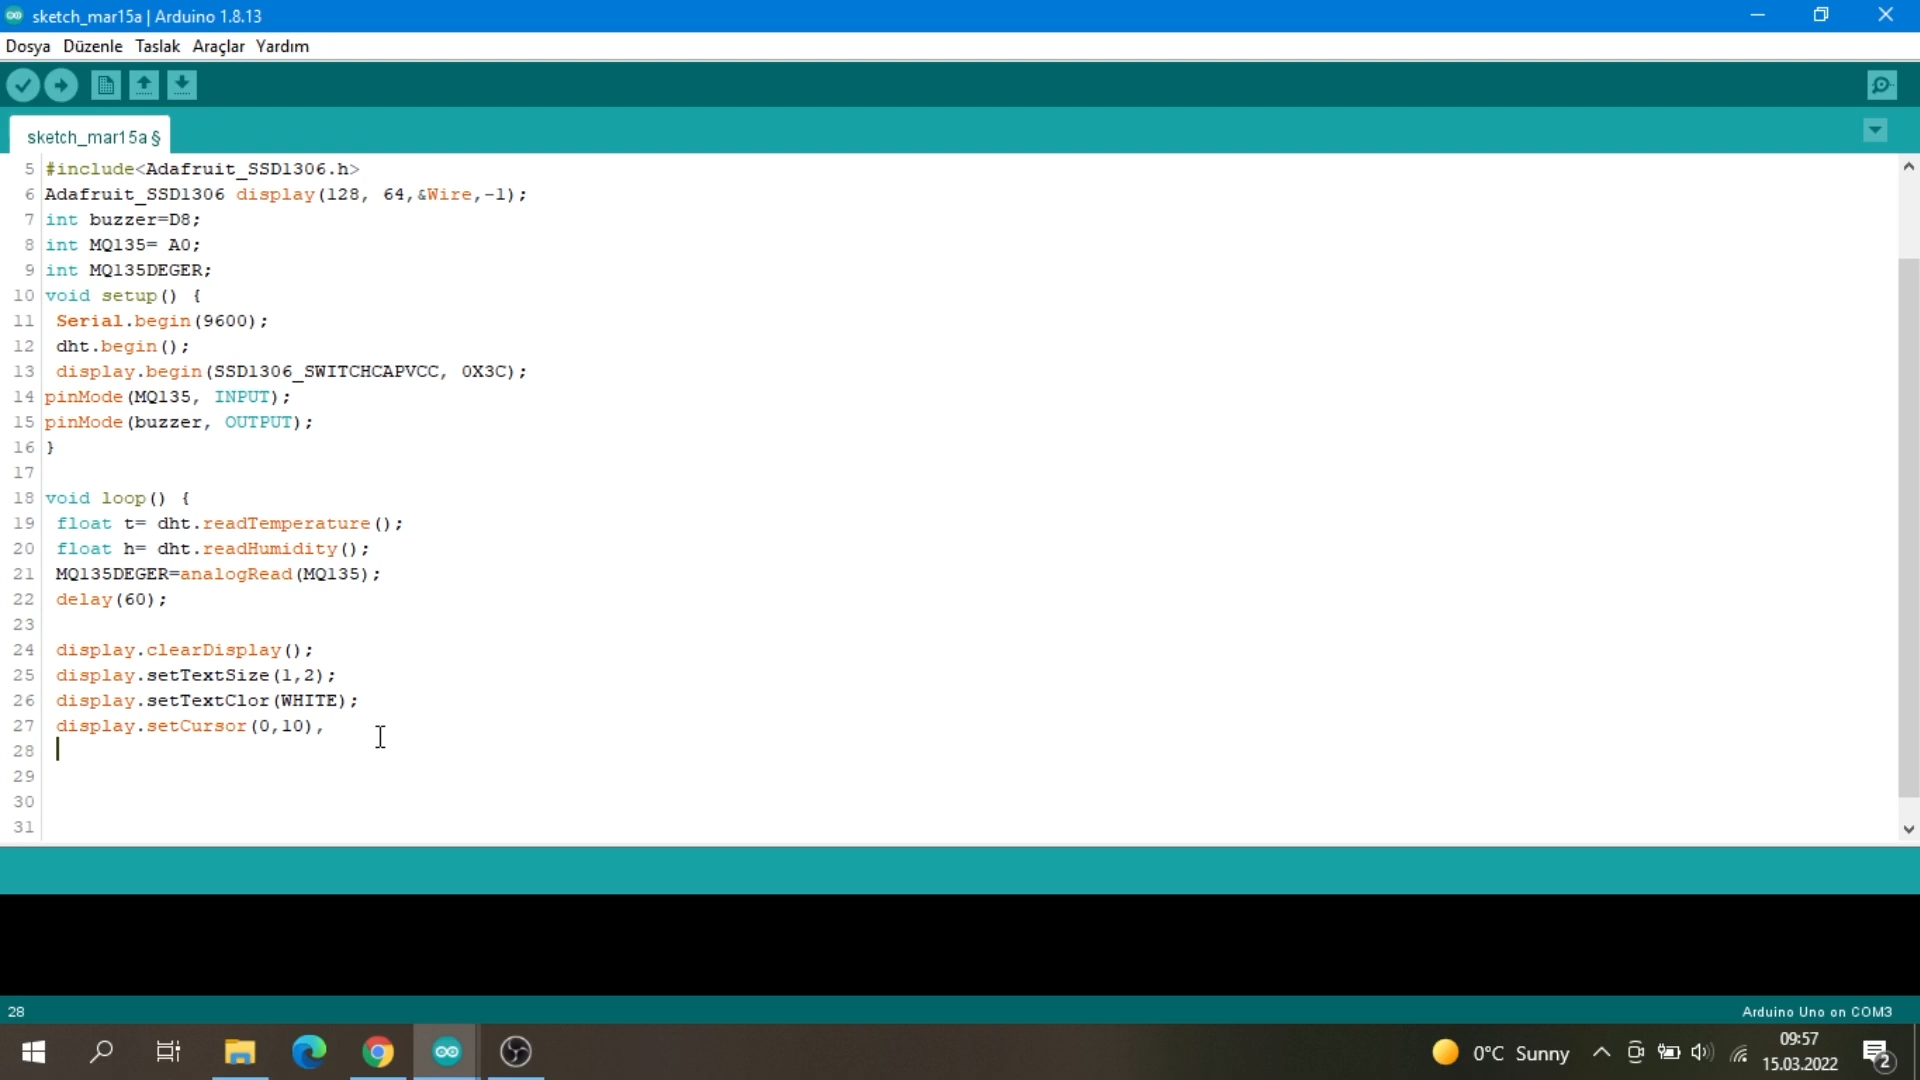 sketch_mar15a | Arduino 1.8.13
Dosya Düzenle Taslak Araçlar Yardım
sketch_mar15a §
5 #include<Adafruit_SSD1306.h>
6 Adafruit_SSD1306 display(128, 64,&Wire,-1);
7 int buzzer=D8;
8 int MQ135= A0;
9 int MQ135DEGER;
10 void setup() {
11 Serial.begin(9600);
12 dht.begin();
13 display.begin(SSD1306_SWITCHCAPVCC, 0X3C);
14 pinMode(MQ135, INPUT);
15 pinMode(buzzer, OUTPUT);
16 }
17
18 void loop() {
19 float t= dht.readTemperature();
20 float h= dht.readHumidity();
21 MQ135DEGER=analogRead(MQ135);
22 delay(60);
23
24 display.clearDisplay();
25 display.setTextSize(1,2);
26 display.setTextClor(WHITE);
27 display.setCursor(0,10),
28
29
30
31
28 Arduino Uno on COM3
0°C Sunny
09:57
15.03.2022
2